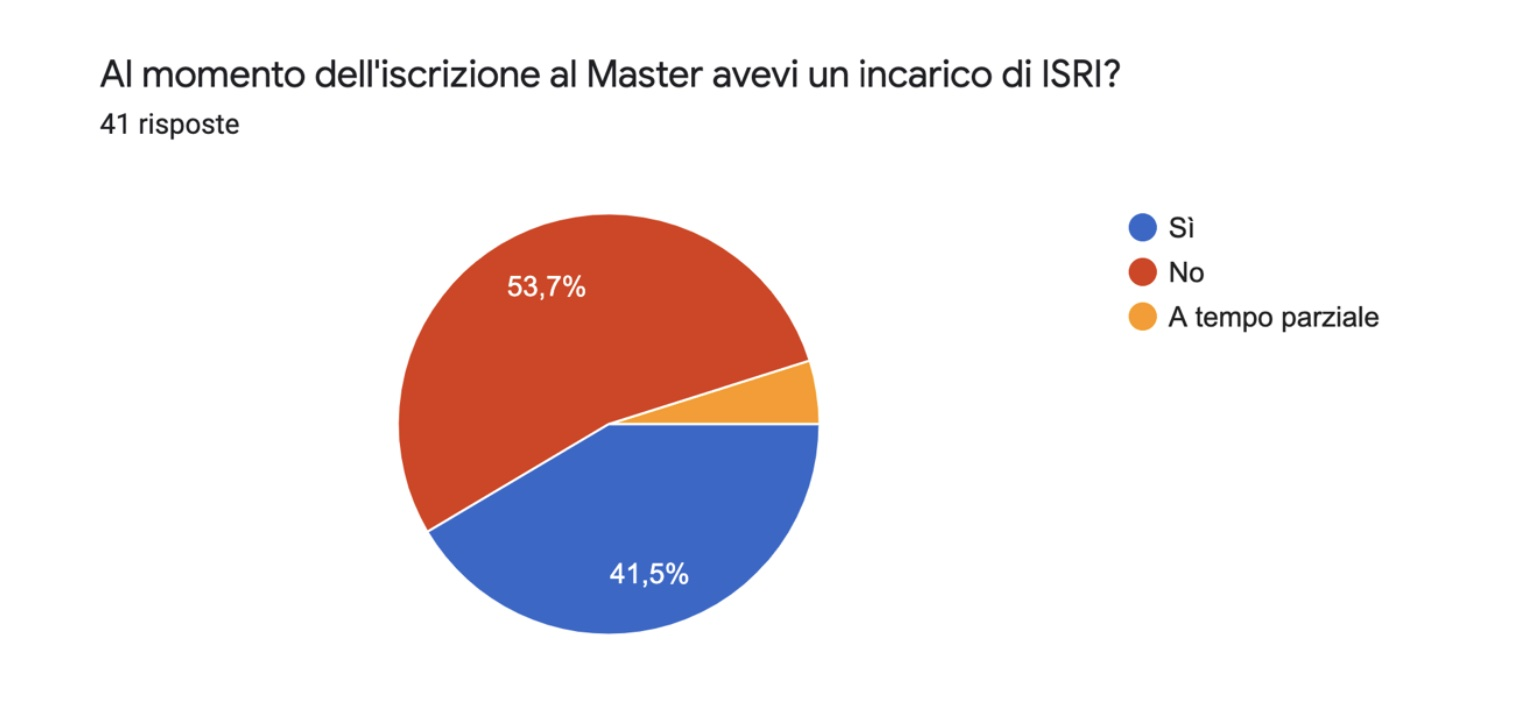 Al momento dell'iscrizione al Master avevi un incarico di ISRI?
41 risposte
Sì
No
A tempo parziale
53,7%
41,5%